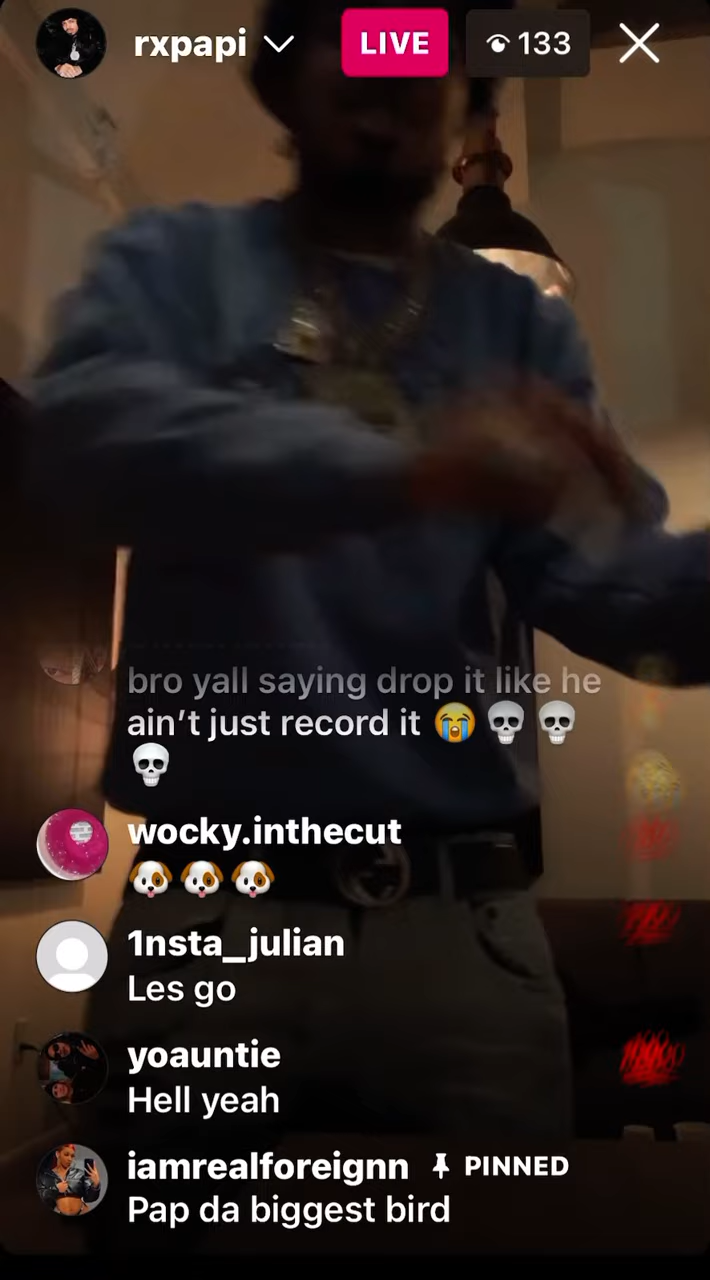 rxpapi
LIVE
133
bro yall saying drop it like he
ain't just record it 😭💀💀
💀
wocky.inthecut
🐶🐶🐶
1nsta_julian
Les go
yoauntie
Hell yeah
iamrealforeignn PINNED
Pap da biggest bird